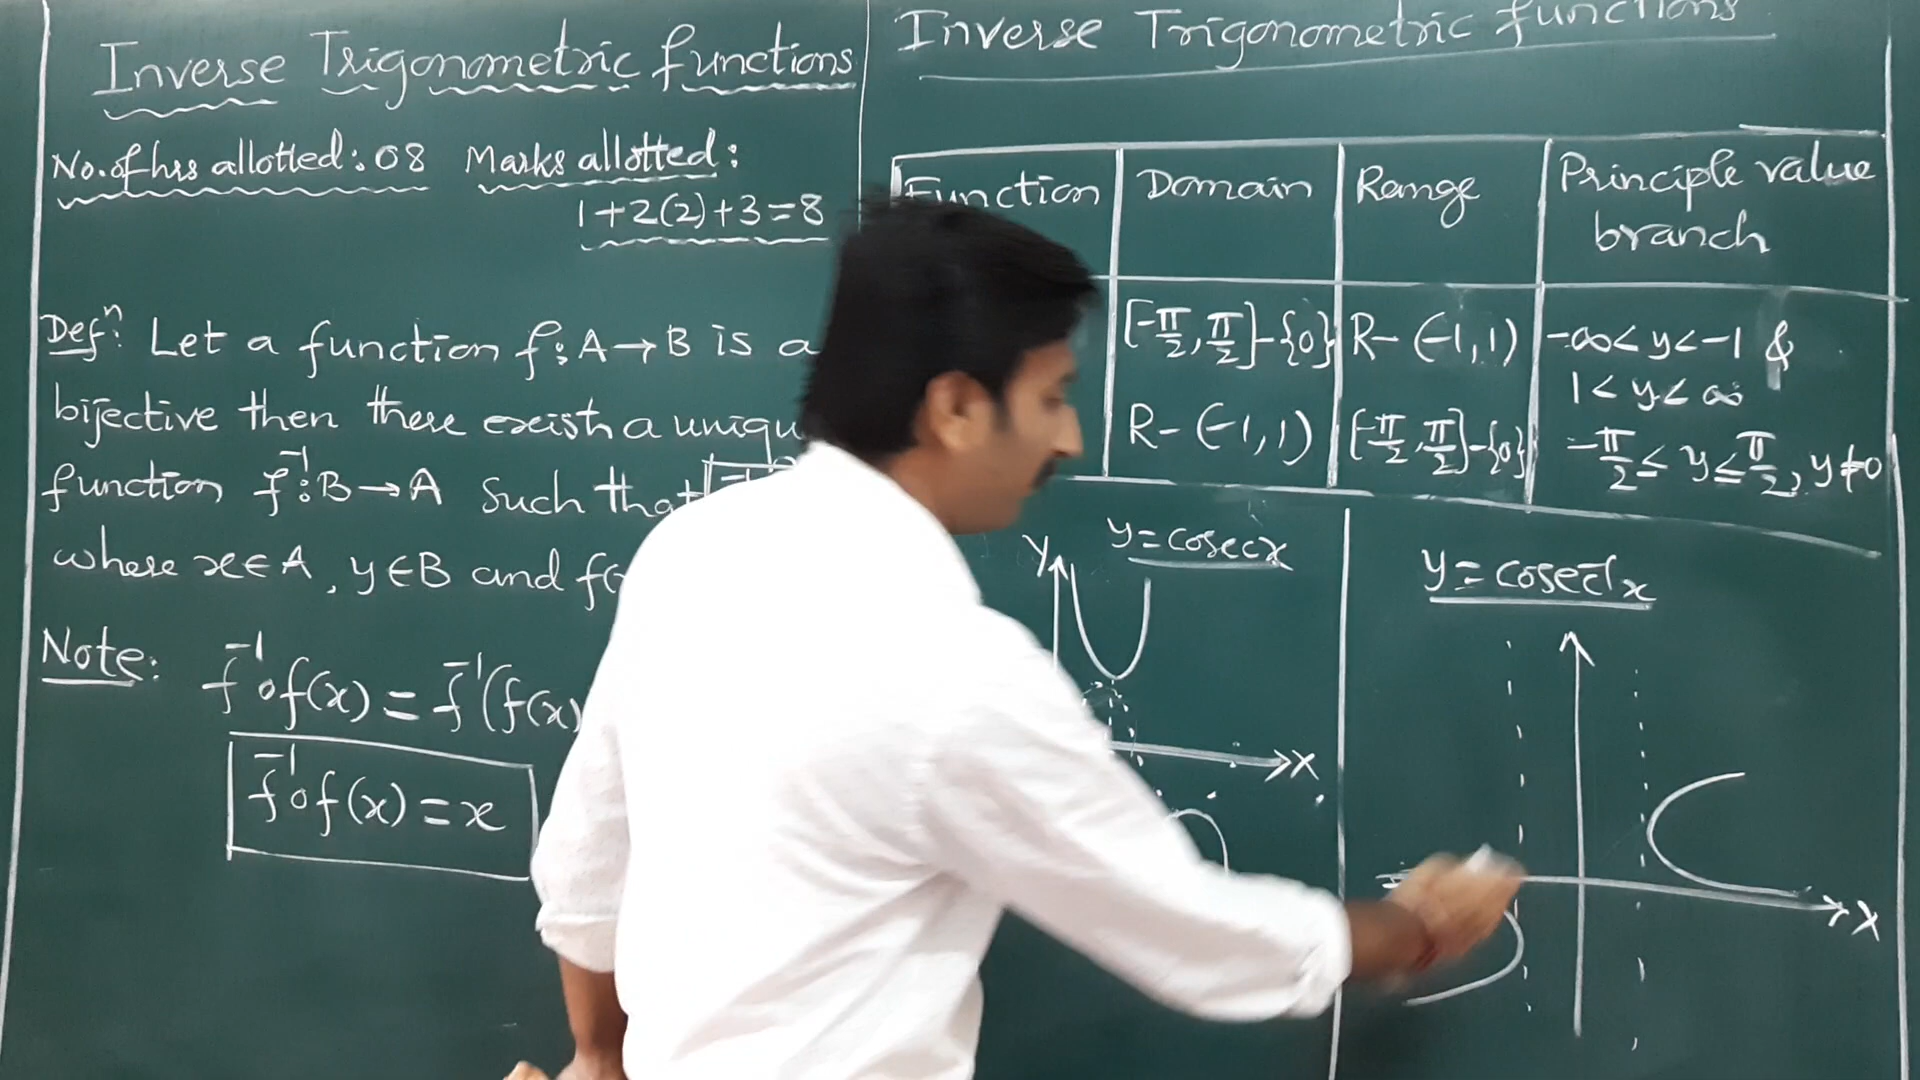 Inverse Trigonometric functions
No. of hrs allotted: 08 Marks allotted:
1+2(2)+3=8
Defⁿ: Let a function f: A→B is a
bijective then there exist a
function f⁻¹: B→A Such that
where x∈A, y∈B and
Note: f⁻¹of(x) = f⁻¹(f(x)
f⁻¹of(x) = x
Inverse Trigonometric functions
Function Domain Range Principle value
branch
[-π/2, π/2]-{0} R-(-1,1) -∞<y<-1 &
1<y<∞
R-(-1,1) [-π/2, π/2]-{0} -π/2≤y≤π/2, y≠0
y=cosecx
Y
X
y=cosec⁻¹x
X